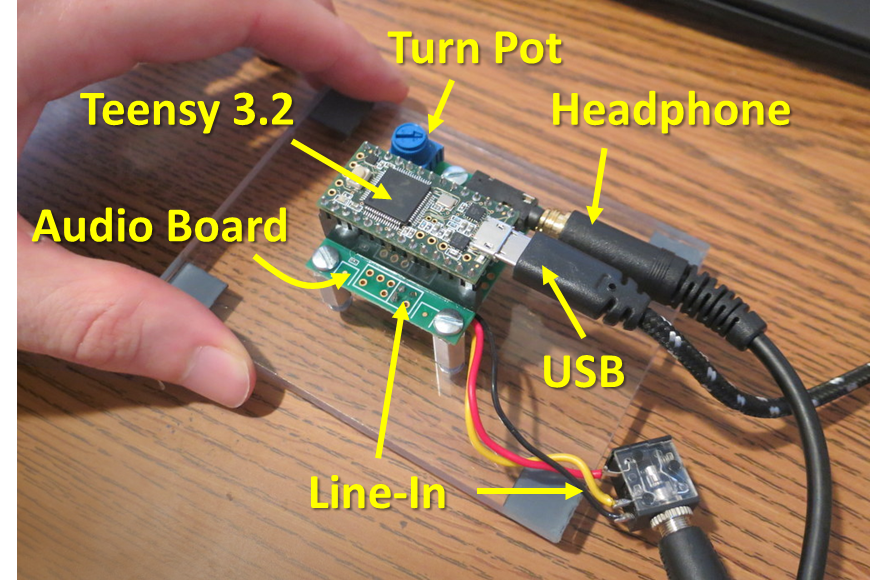 Turn Pot
Teensy 3.2
Headphone
Audio Board
USB
Line-In